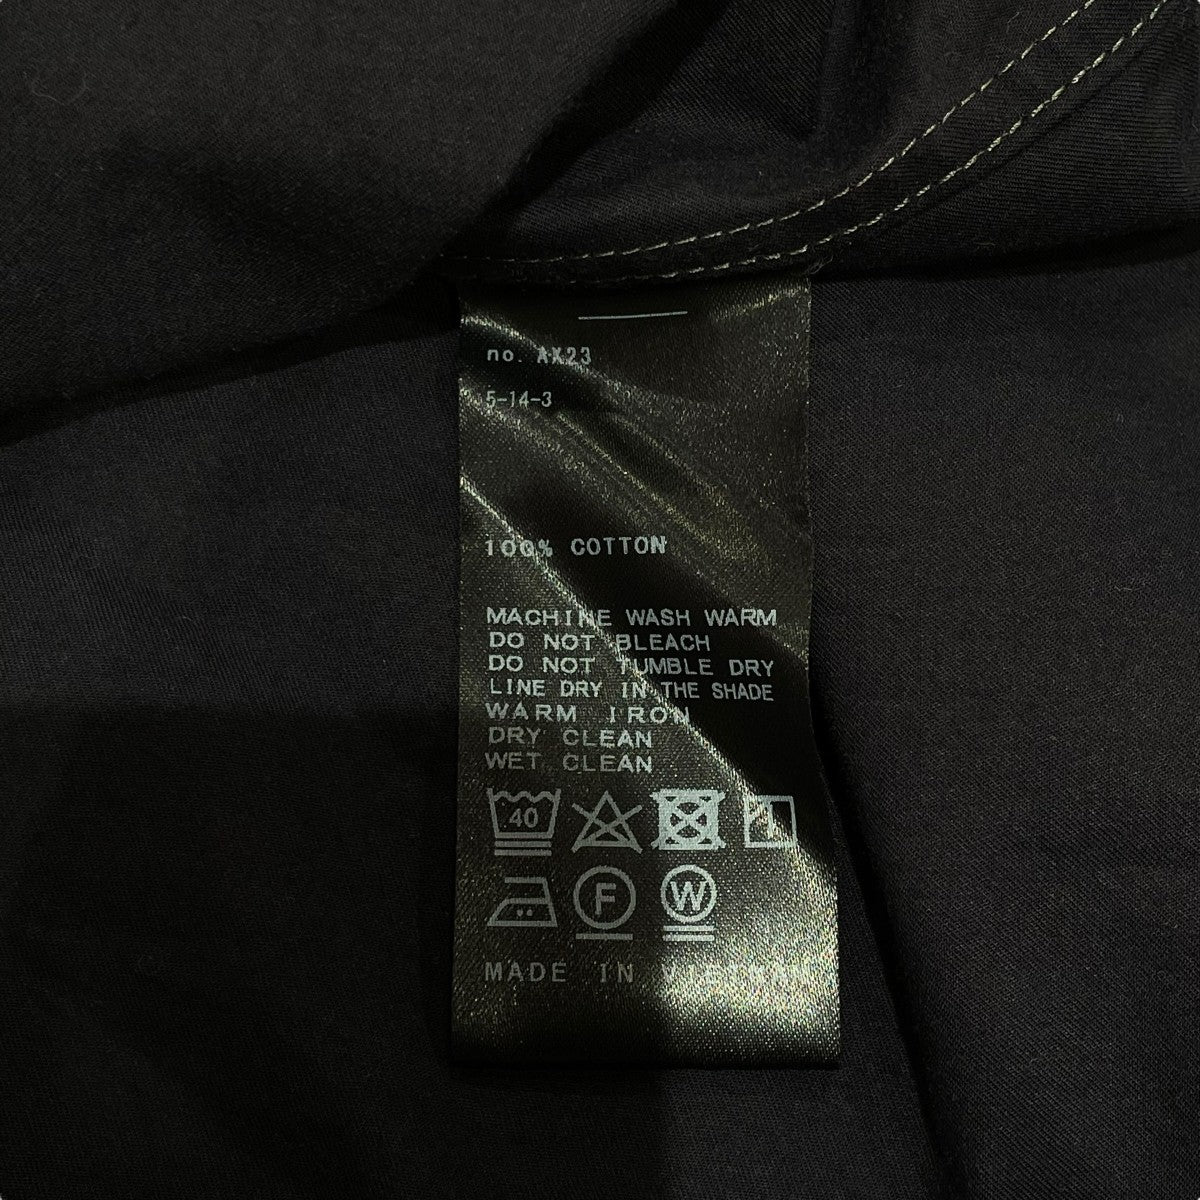 no. AX23
5-14-3
100% COTTON
MACHINE WASH WARM
DO NOT BLEACH
DO NOT TUMBLE DRY
LINE DRY IN THE SHADE
WARM IRON
DRY CLEAN
WET CLEAN
40
F W
MADE IN VIETNAM